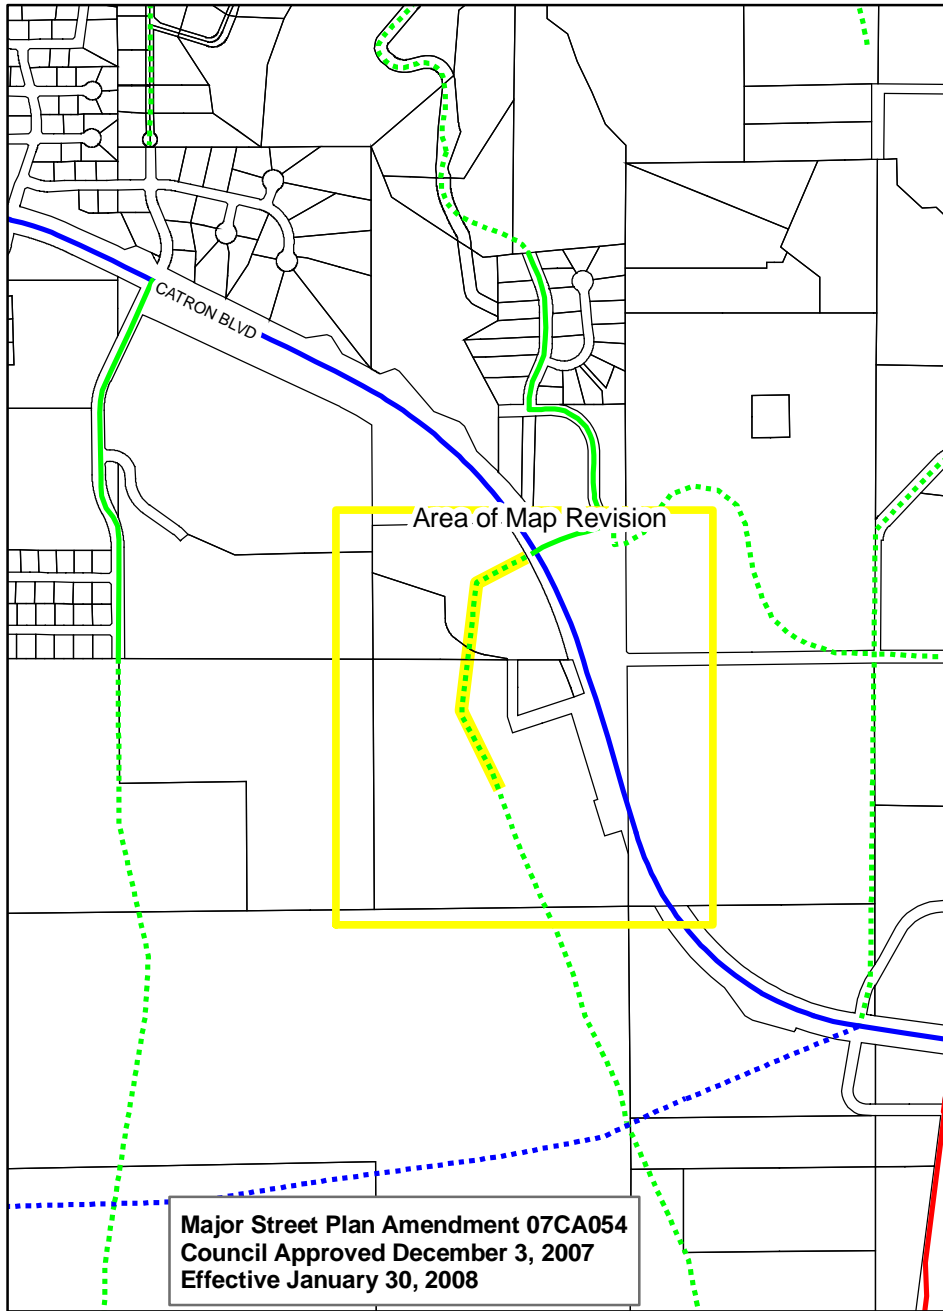 CATRON BLVD
Area of Map Revision
Major Street Plan Amendment 07CA054
Council Approved December 3, 2007
Effective January 30, 2008